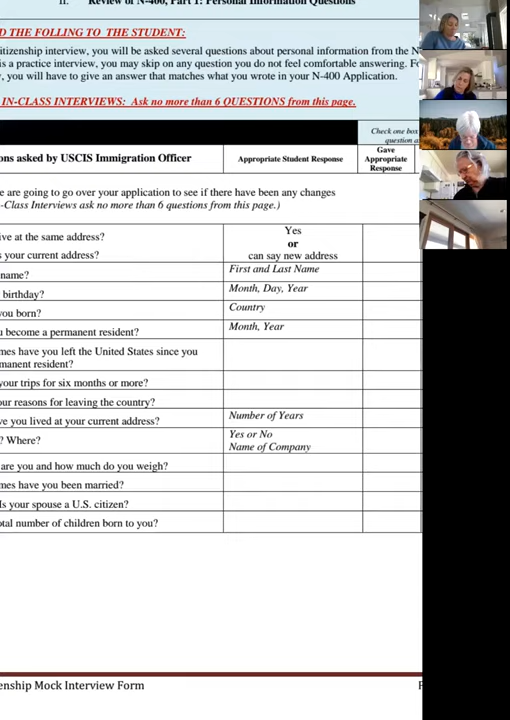 II. Review of N-400, Part 1: Personal Information Questions
D THE FOLLING TO THE STUDENT:
itizenship interview, you will be asked several questions about personal information from the N
is a practice interview, you may skip on any question you do not feel comfortable answering. Fo
, you will have to give an answer that matches what you wrote in your N-400 Application.
IN-CLASS INTERVIEWS: Ask no more than 6 QUESTIONS from this page.
Check one box
question a
ons asked by USCIS Immigration Officer
Appropriate Student Response
Gave
Appropriate
Response
e are going to go over your application to see if there have been any changes
-Class Interviews ask no more than 6 questions from this page.)
ive at the same address?
s your current address?
Yes
or
can say new address
name?
First and Last Name
birthday?
Month, Day, Year
you born?
Country
u become a permanent resident?
Month, Year
mes have you left the United States since you
manent resident?
your trips for six months or more?
our reasons for leaving the country?
ve you lived at your current address?
Number of Years
? Where?
Yes or No
Name of Company
are you and how much do you weigh?
mes have you been married?
Is your spouse a U.S. citizen?
otal number of children born to you?
enship Mock Interview Form